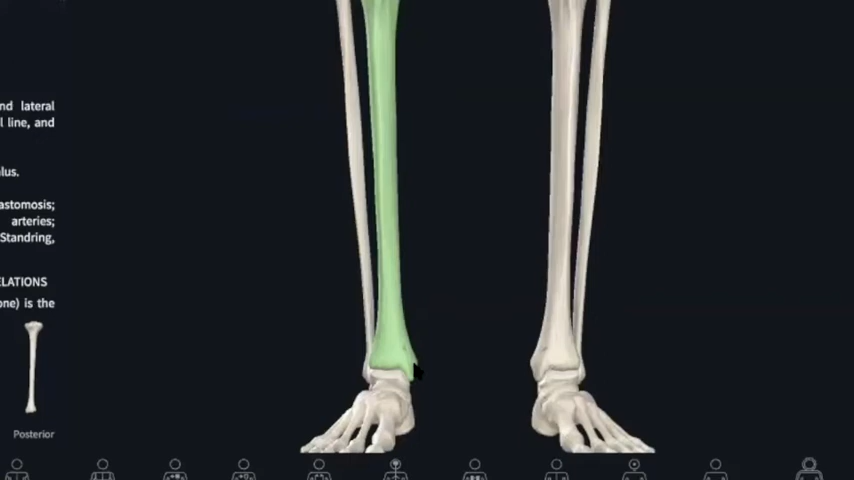 nd lateral
l line, and
lus.
astomosis;
arteries;
Standring,
ELATIONS
one) is the
Posterior